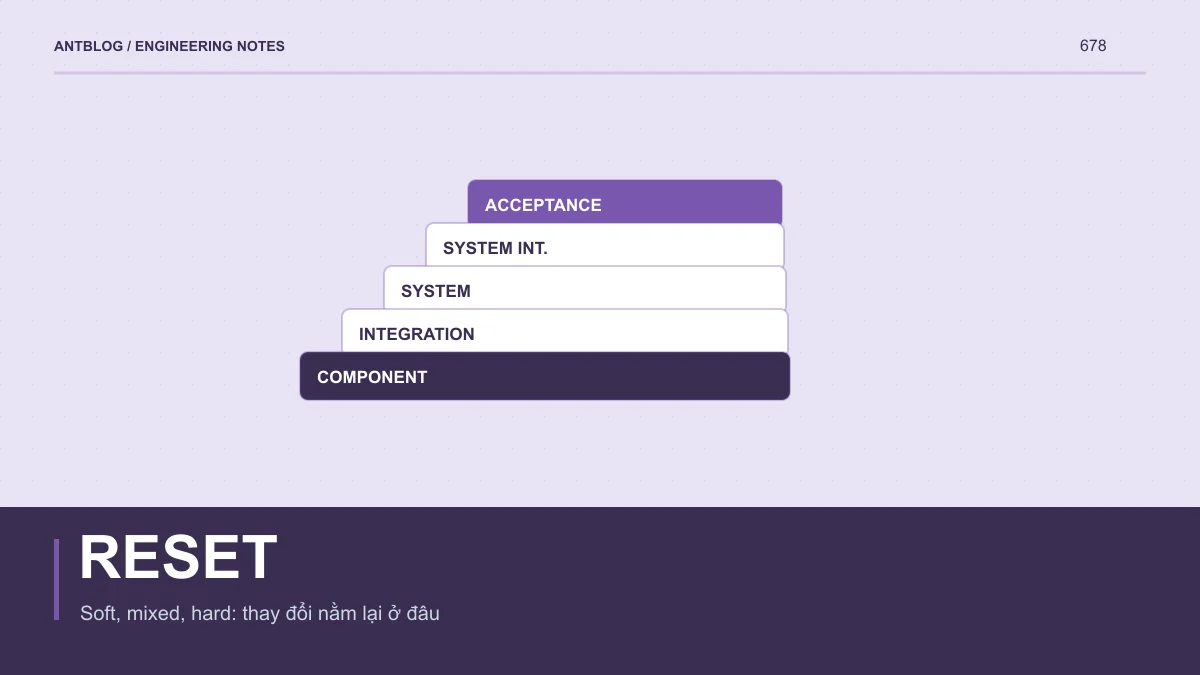 ANTBLOG / ENGINEERING NOTES
678
ACCEPTANCE
SYSTEM INT.
SYSTEM
INTEGRATION
COMPONENT
RESET
Soft, mixed, hard: thay đổi nằm lại ở đâu